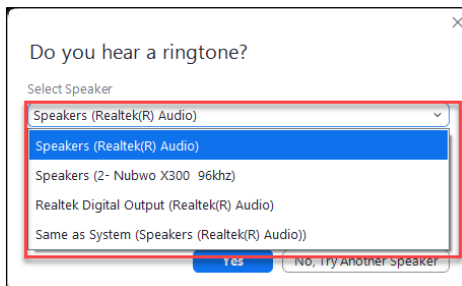 Do you hear a ringtone?
Select Speaker
Speakers (Realtek(R) Audio)
Speakers (Realtek(R) Audio)
Speakers (2- Nubwo X300  96khz)
Realtek Digital Output (Realtek(R) Audio)
Same as System (Speakers (Realtek(R) Audio))
Yes No, Try Another Speaker